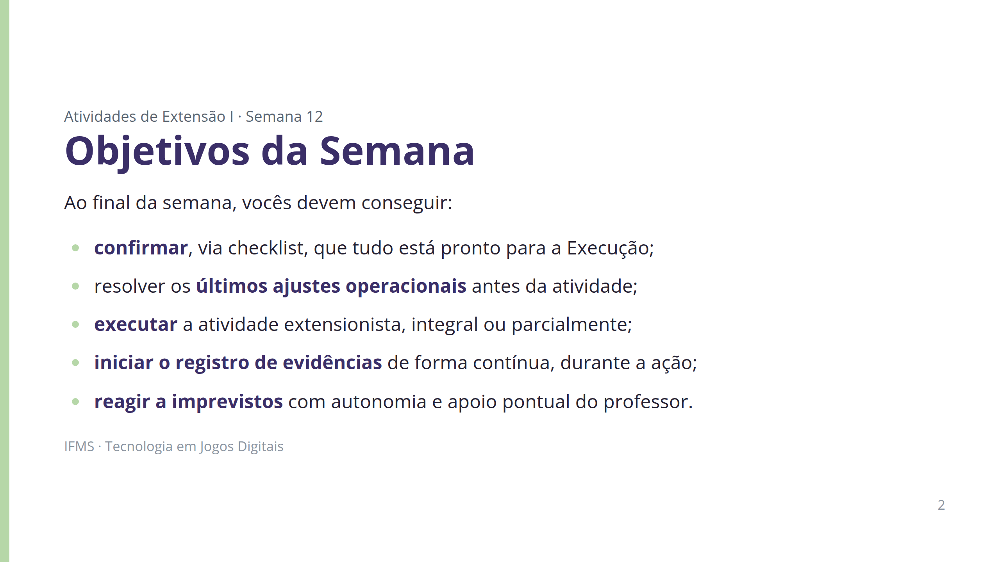 Atividades de Extensão I · Semana 12
Objetivos da Semana
Ao final da semana, vocês devem conseguir:
confirmar, via checklist, que tudo está pronto para a Execução;
resolver os últimos ajustes operacionais antes da atividade;
executar a atividade extensionista, integral ou parcialmente;
iniciar o registro de evidências de forma contínua, durante a ação;
reagir a imprevistos com autonomia e apoio pontual do professor.
IFMS · Tecnologia em Jogos Digitais
2